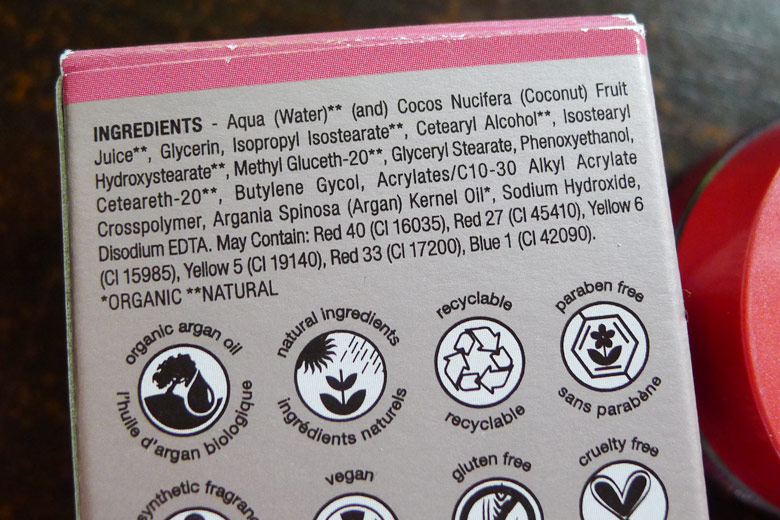 INGREDIENTS - Aqua (Water)** (and) Cocos Nucifera (Coconut) Fruit
Juice**, Glycerin, Isopropyl Isostearate**, Cetearyl Alcohol**, Isostearyl
Hydroxystearate**, Methyl Gluceth-20**, Glyceryl Stearate, Phenoxyethanol,
Ceteareth-20**, Butylene Gycol, Acrylates/C10-30 Alkyl Acrylate
Crosspolymer, Argania Spinosa (Argan) Kernel Oil*, Sodium Hydroxide,
Disodium EDTA. May Contain: Red 40 (CI 16035), Red 27 (CI 45410), Yellow 6
(CI 15985), Yellow 5 (CI 19140), Red 33 (CI 17200), Blue 1 (CI 42090).
*ORGANIC **NATURAL
organic argan oil
l'huile d'argan biologique
natural ingredients
ingrédients naturels
recyclable
recyclable
paraben free
sans parabène
synthetic
vegan
gluten free
cruelty free